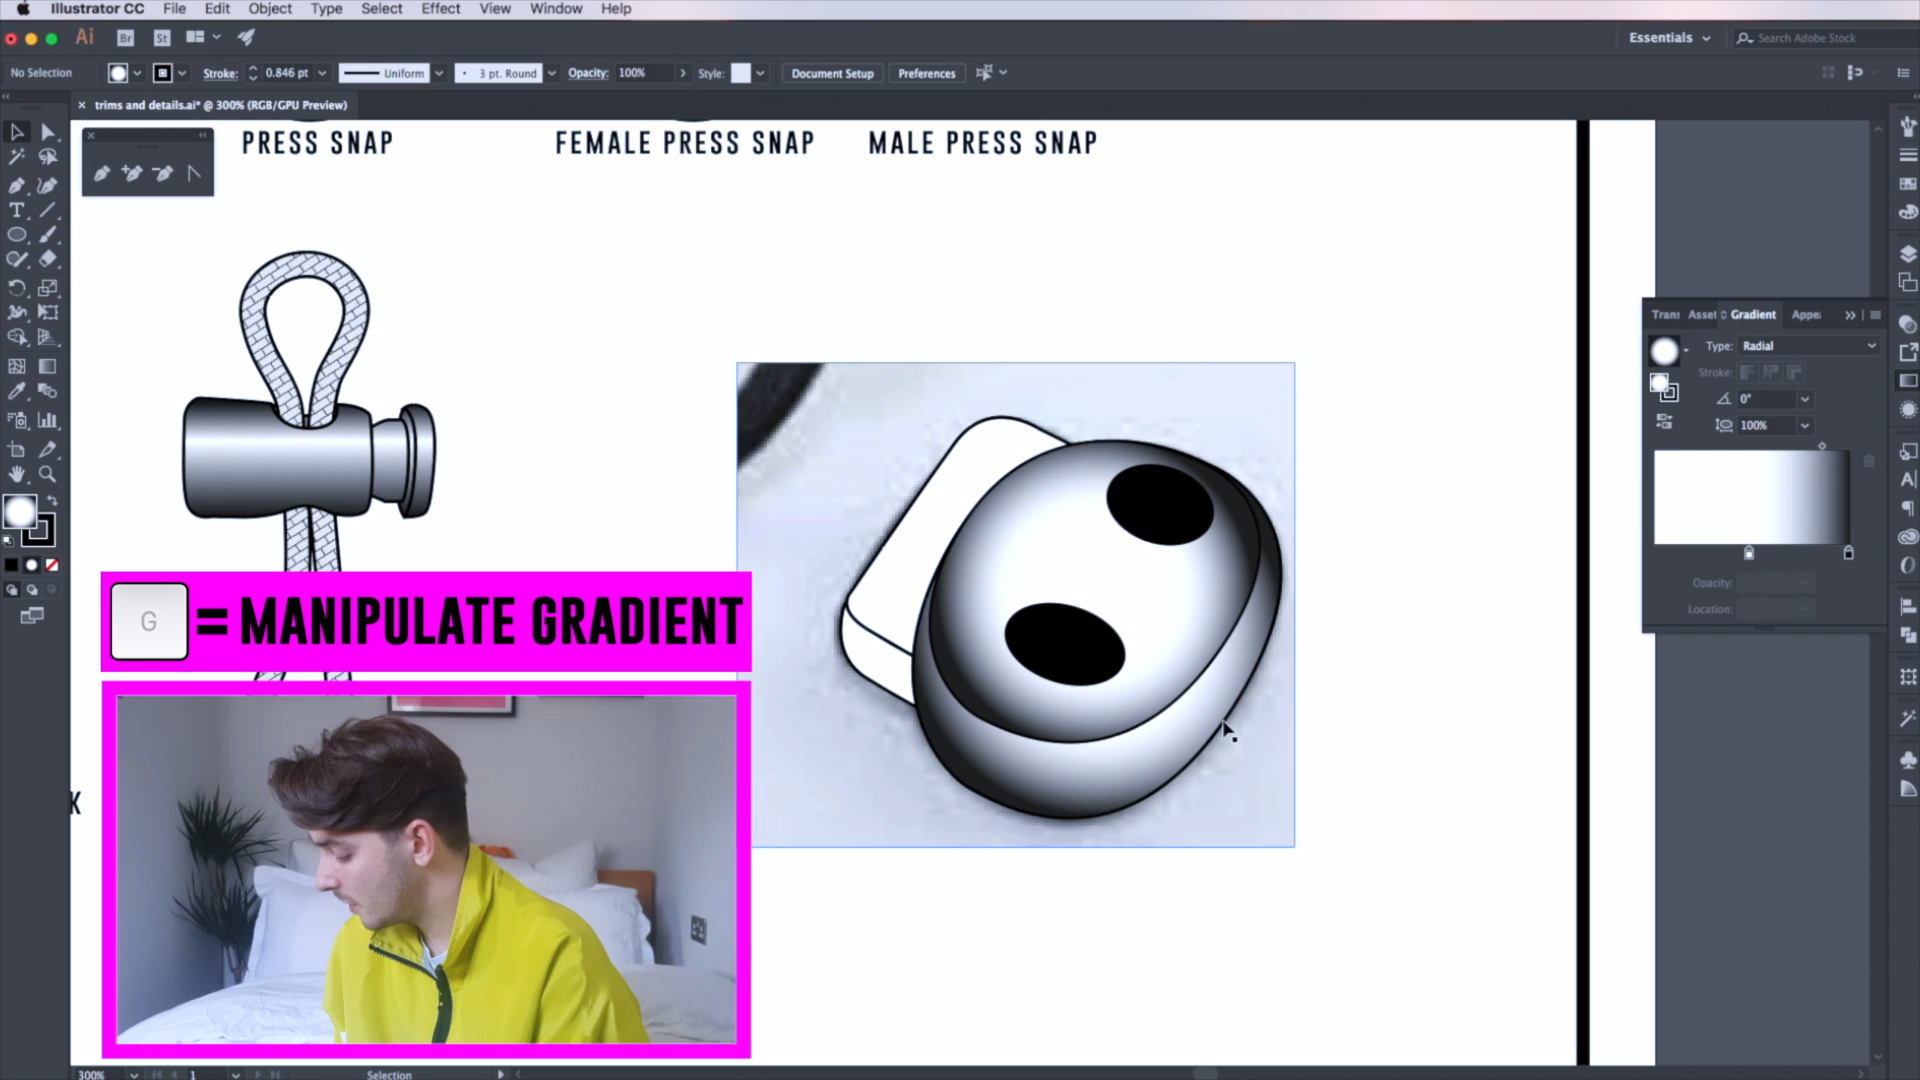 Illustrator CC File Edit Object Type Select Effect View Window Help
Ai Br St Essentials Search Adobe Stock
No Selection Stroke: 0.846 pt Uniform 3 pt. Round Opacity: 100% Style: Document Setup Preferences
trims and details.ai* @ 300% (RGB/GPU Preview)
PRESS SNAP FEMALE PRESS SNAP MALE PRESS SNAP
Tran Asset Gradient Appe
Type: Radial
Stroke:
0°
100%
Opacity:
Location:
G = MANIPULATE GRADIENT
K
300% 1 Selection